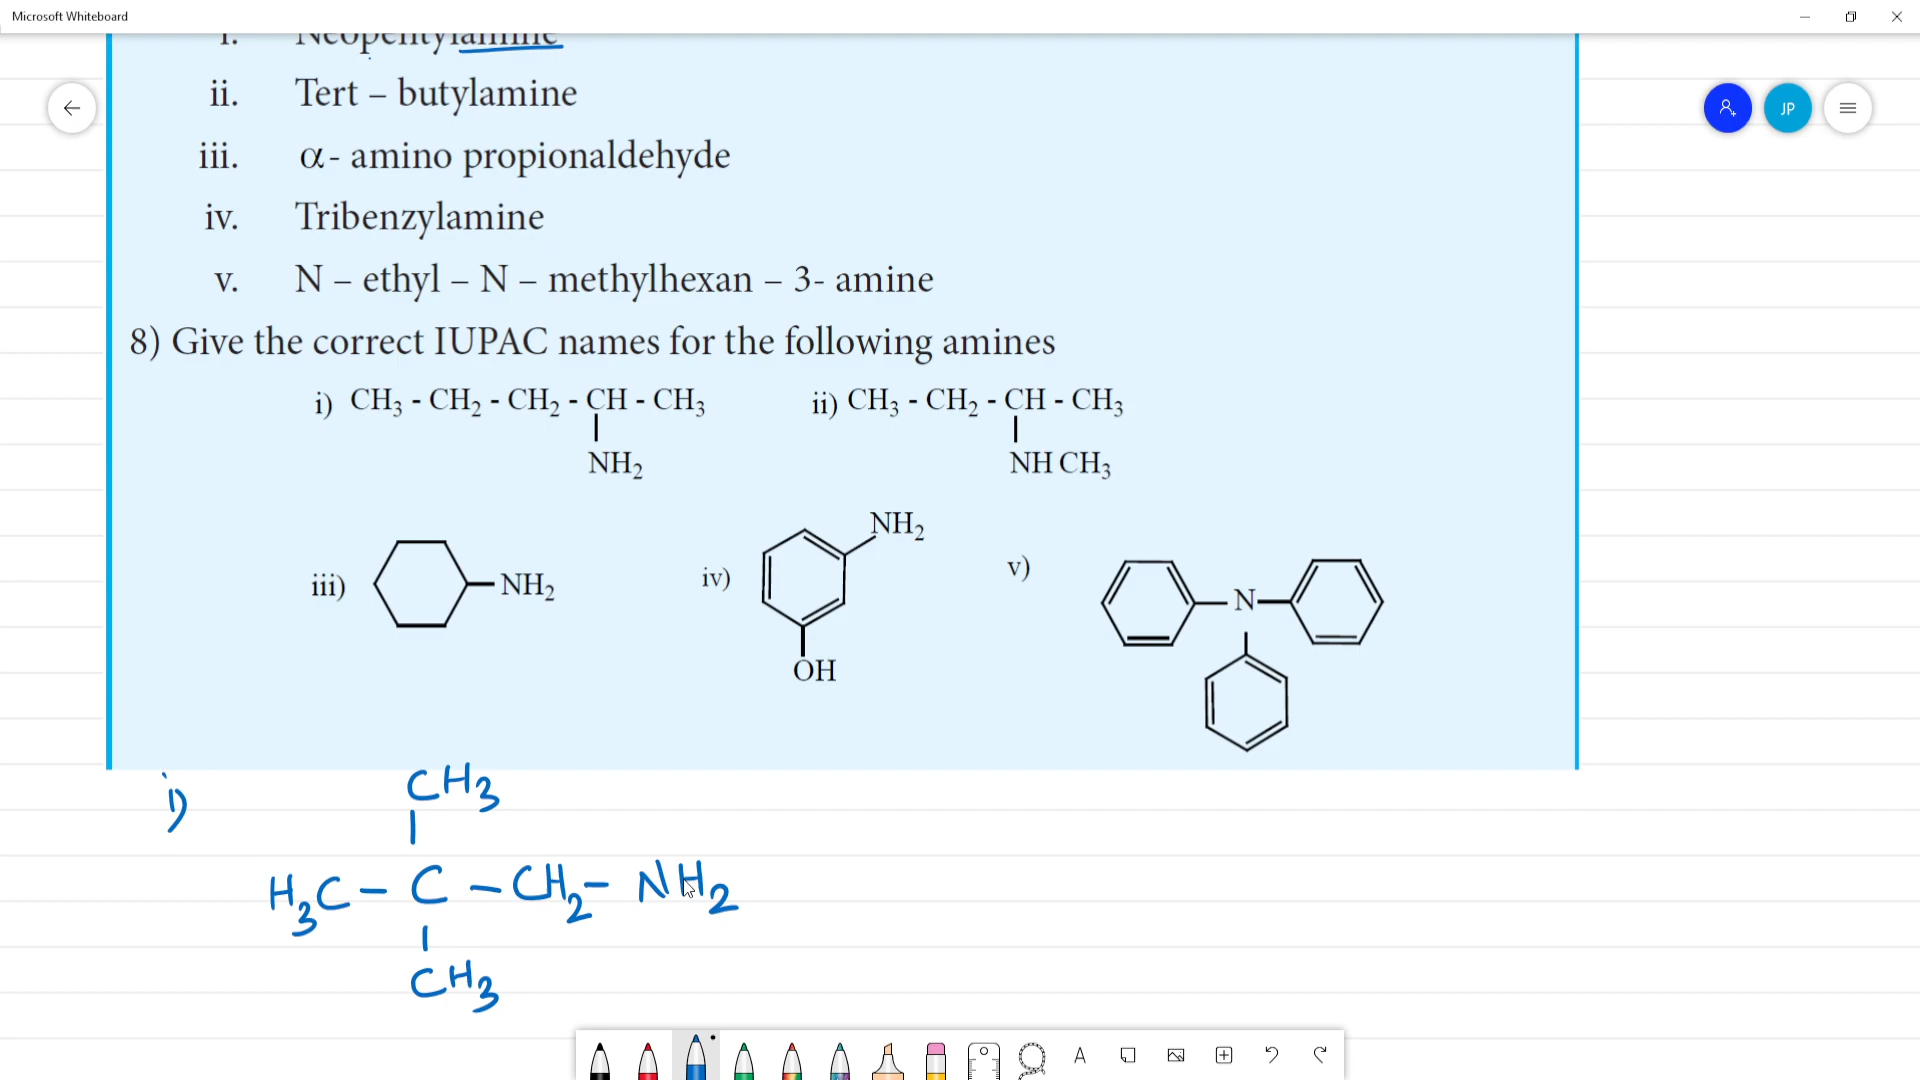 Microsoft Whiteboard
i. Neopentylamine
ii. Tert – butylamine
JP
iii. α- amino propionaldehyde
iv. Tribenzylamine
v. N – ethyl – N – methylhexan – 3- amine
8) Give the correct IUPAC names for the following amines
i) CH₃ - CH₂ - CH₂ - CH - CH₃ ii) CH₃ - CH₂ - CH - CH₃
NH₂ NH CH₃
iii) NH₂ iv) NH₂ OH v) N
i)
CH₃
H₃C – C – CH₂ – NH₂
CH₃
A